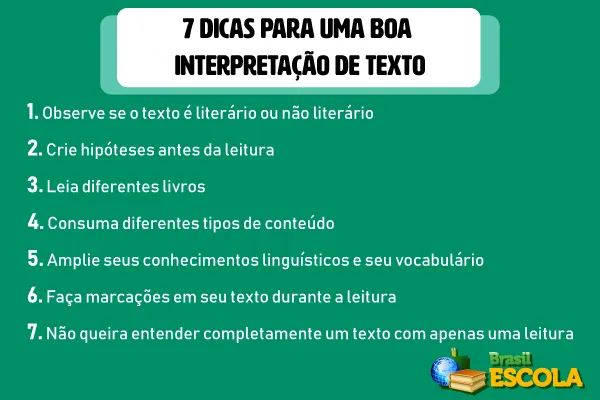 7 DICAS PARA UMA BOA
INTERPRETAÇÃO DE TEXTO
1. Observe se o texto é literário ou não literário
2. Crie hipóteses antes da leitura
3. Leia diferentes livros
4. Consuma diferentes tipos de conteúdo
5. Amplie seus conhecimentos linguísticos e seu vocabulário
6. Faça marcações em seu texto durante a leitura
7. Não queira entender completamente um texto com apenas uma leitura
Brasil
ESCOLA